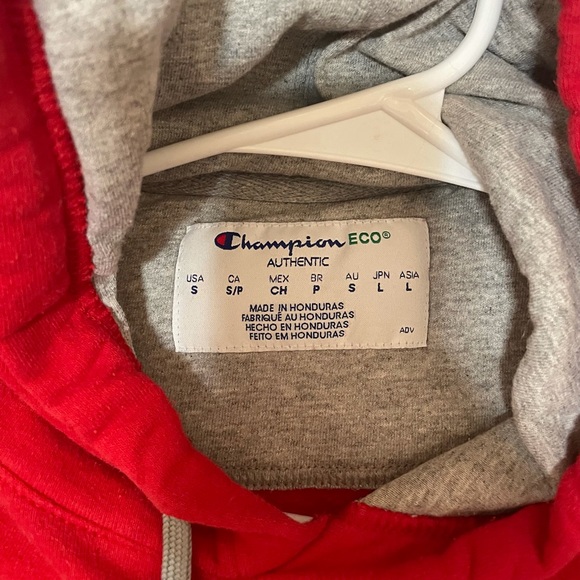 Champion ECO®
AUTHENTIC
USA CA MEX BR AU JPN ASIA
S S/P CH P S L L
MADE IN HONDURAS
FABRIQUÉ AU HONDURAS
HECHO EN HONDURAS
FEITO EM HONDURAS
ADV